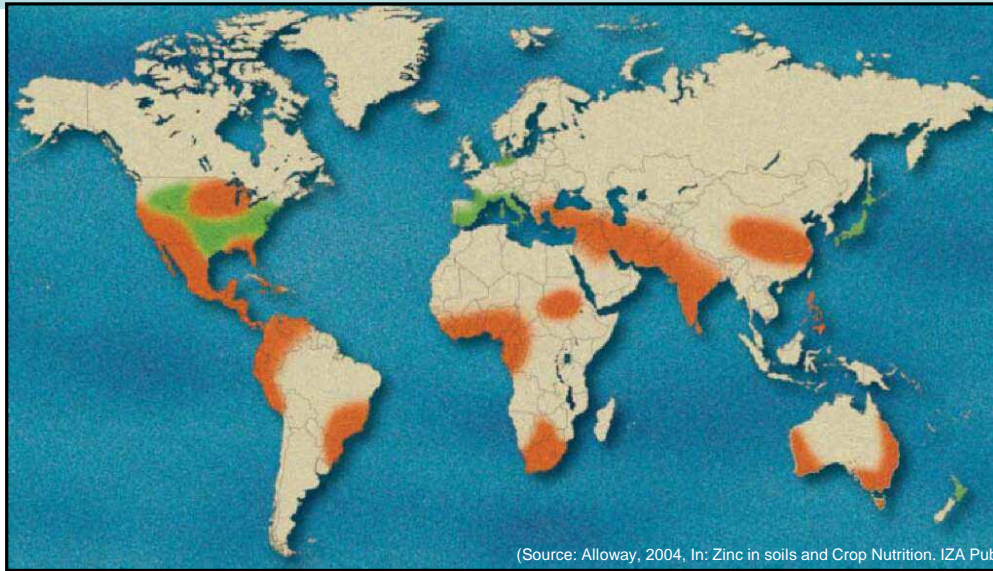 (Source: Alloway, 2004, In: Zinc in soils and Crop Nutrition. IZA Pub